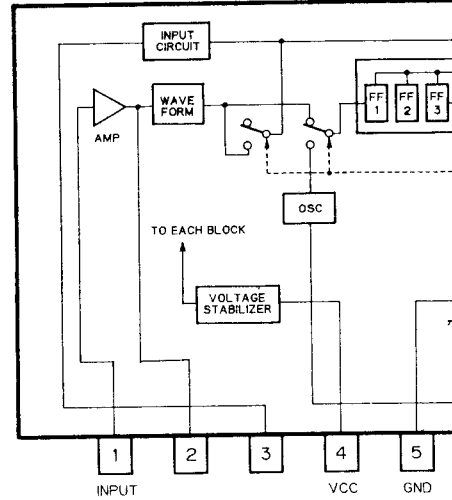 INPUT
CIRCUIT
AMP
WAVE
FORM
FF
1
FF
2
FF
3
OSC
TO EACH BLOCK
VOLTAGE
STABILIZER
1
2
3
4
5
INPUT
VCC
GND